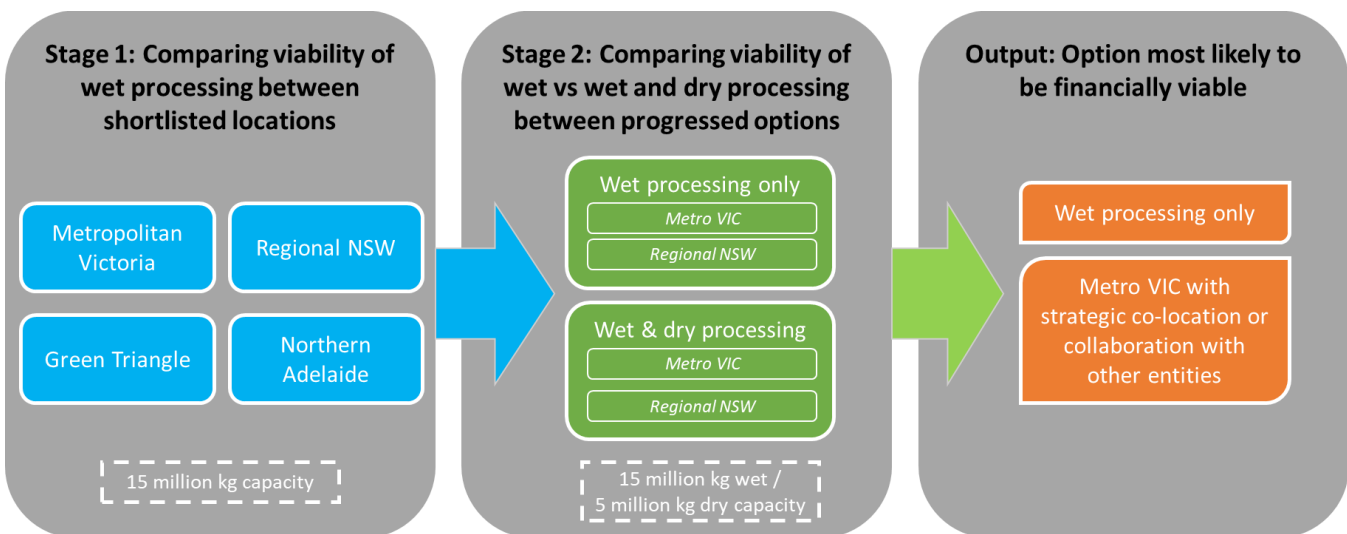 Stage 1: Comparing viability of
wet processing between
shortlisted locations
Metropolitan
Victoria
Regional NSW
Green Triangle
Northern
Adelaide
15 million kg capacity
Stage 2: Comparing viability of
wet vs wet and dry processing
between progressed options
Wet processing only
Metro VIC
Regional NSW
Wet & dry processing
Metro VIC
Regional NSW
15 million kg wet /
5 million kg dry capacity
Output: Option most likely to
be financially viable
Wet processing only
Metro VIC with
strategic co-location or
collaboration with
other entities